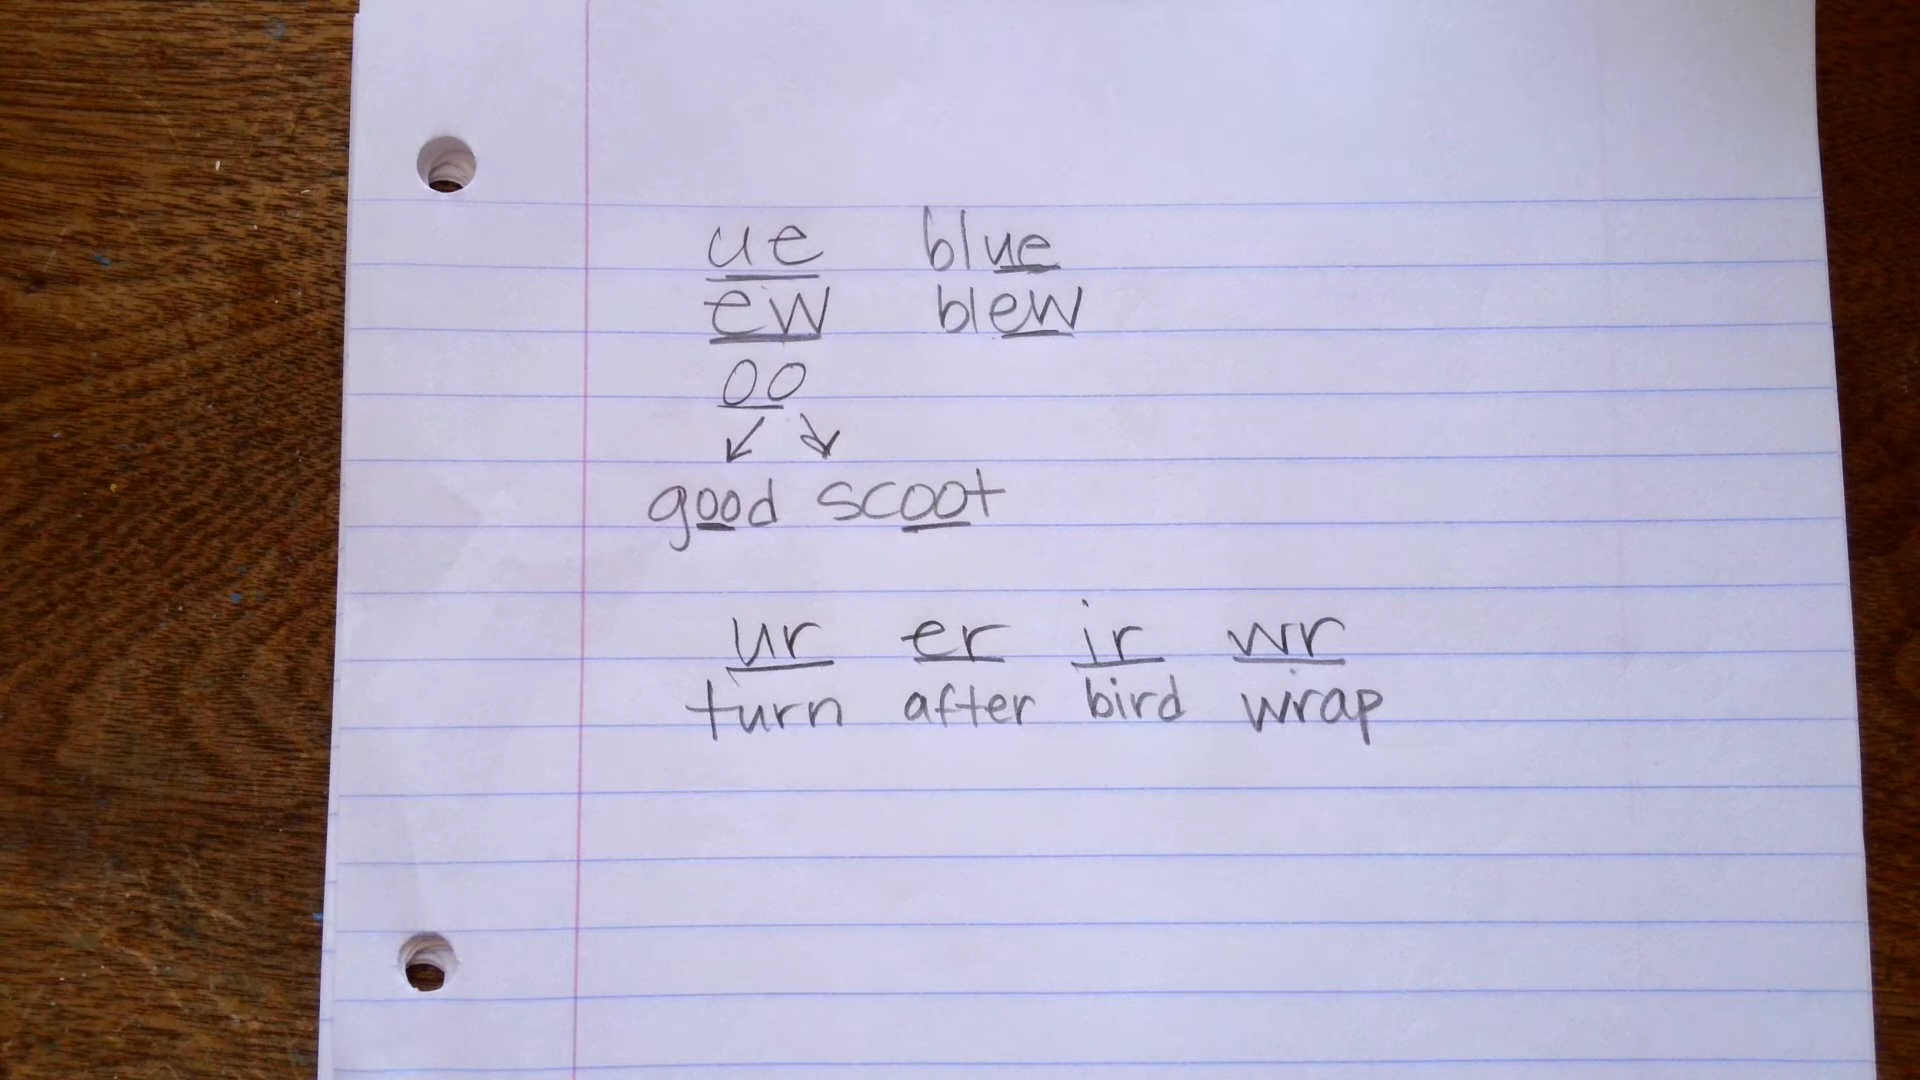 ue blue
ew blew
oo
good scoot
ur er ir wr
turn after bird wrap